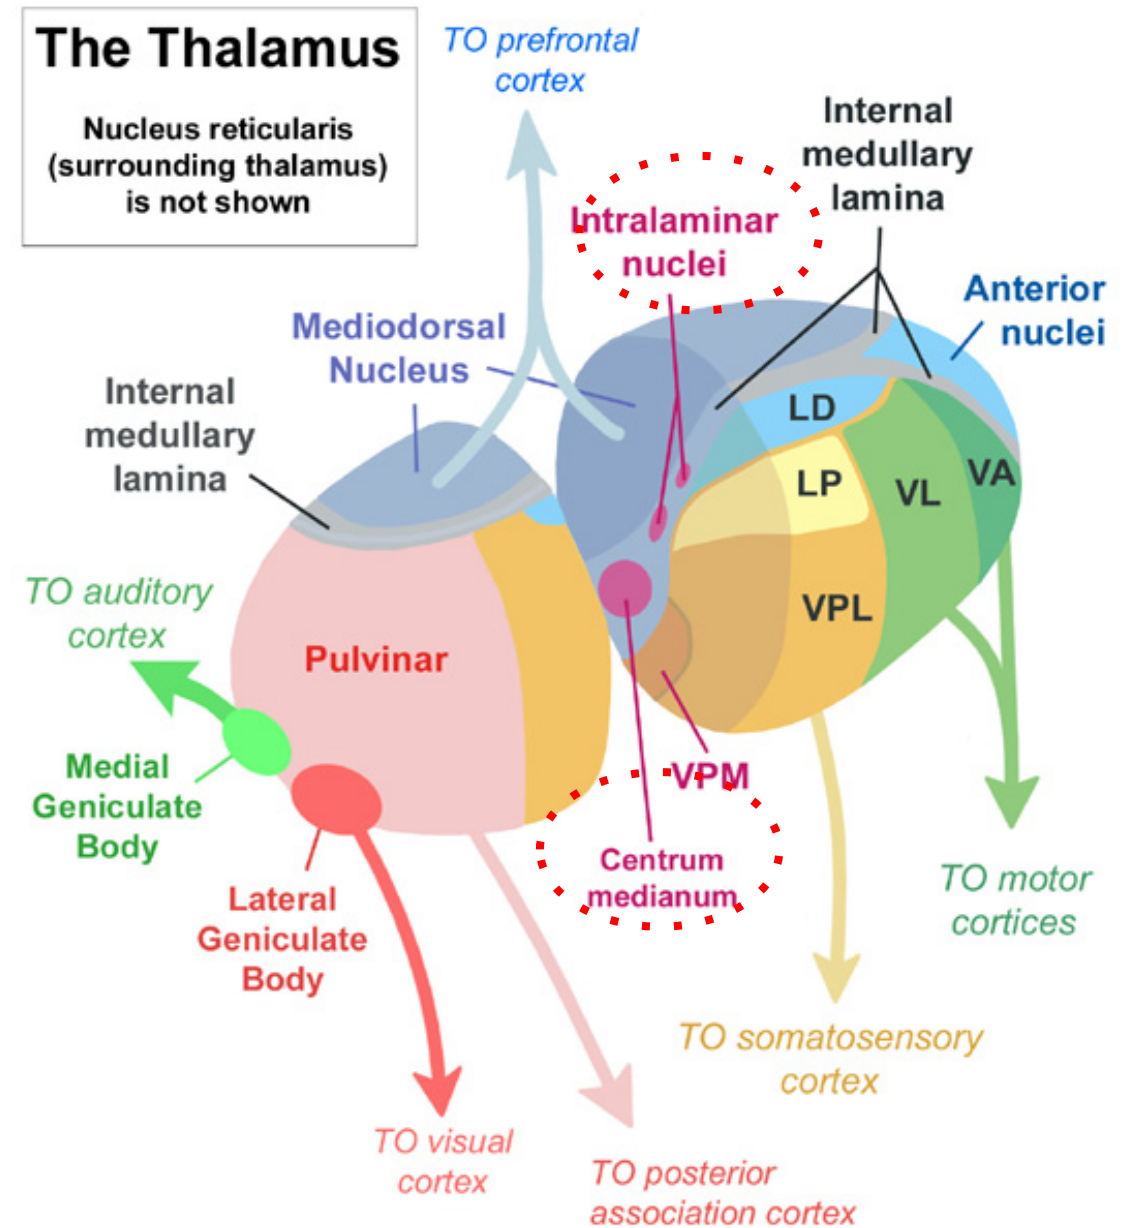 The Thalamus
Nucleus reticularis
(surrounding thalamus)
is not shown
TO prefrontal
cortex
Internal
medullary
lamina
Intralaminar
nuclei
Anterior
nuclei
Mediodorsal
Nucleus
Internal
medullary
lamina
LD
LP
VL
VA
VPL
TO auditory
cortex
Pulvinar
Medial
Geniculate
Body
VPM
Centrum
medianum
Lateral
Geniculate
Body
TO motor
cortices
TO somatosensory
cortex
TO visual
cortex
TO posterior
association cortex